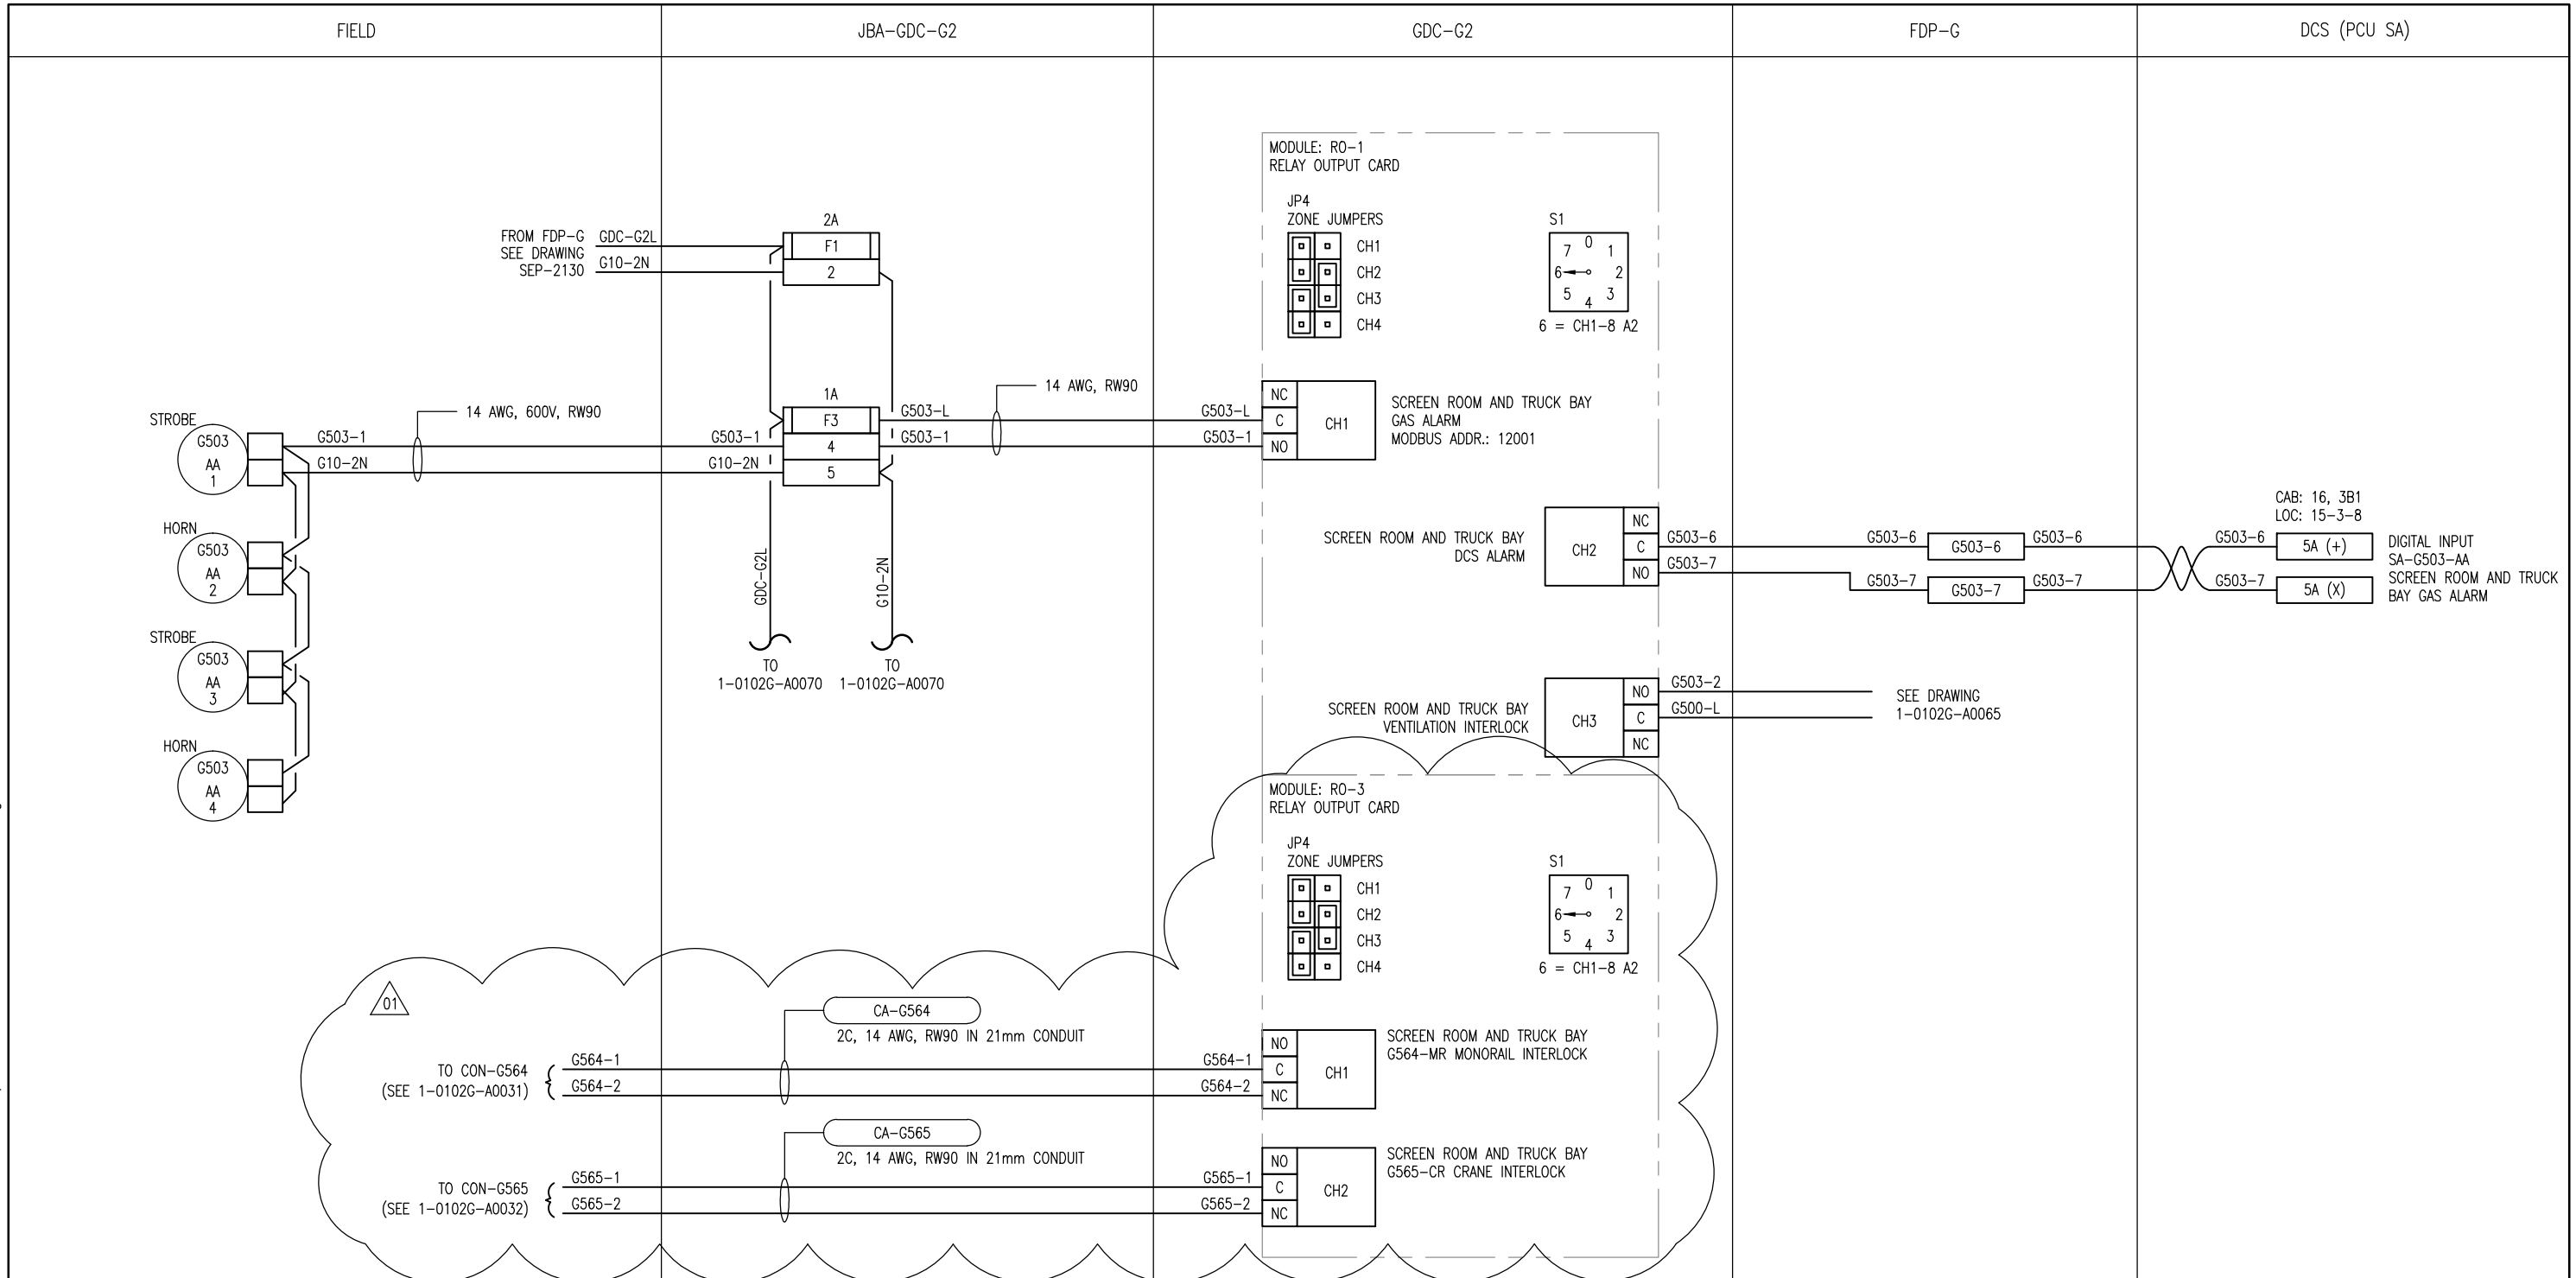 FIELD
JBA-GDC-G2
GDC-G2
FDP-G
DCS (PCU SA)
FROM FDP-G
SEE DRAWING
SEP-2130
GDC-G2L
G10-2N
2A
F1
2
14 AWG, 600V, RW90
STROBE
G503
AA
1
G503-1
G10-2N
HORN
G503
AA
2
STROBE
G503
AA
3
HORN
G503
AA
4
G503-1
G10-2N
1A
F3
4
5
G503-L
G503-1
14 AWG, RW90
GDC-G2L
G10-2N
TO
1-0102G-A0070
TO
1-0102G-A0070
MODULE: RO-1
RELAY OUTPUT CARD
JP4
ZONE JUMPERS
CH1
CH2
CH3
CH4
S1
0
1
2
3
4
5
6
7
6 = CH1-8 A2
G503-L
G503-1
NC
C
NO
CH1
SCREEN ROOM AND TRUCK BAY
GAS ALARM
MODBUS ADDR.: 12001
SCREEN ROOM AND TRUCK BAY
DCS ALARM
CH2
NC
C
NO
G503-6
G503-7
G503-6
G503-7
G503-6
G503-7
G503-6
G503-7
CAB: 16, 3B1
LOC: 15-3-8
G503-6
G503-7
5A (+)
5A (X)
DIGITAL INPUT
SA-G503-AA
SCREEN ROOM AND TRUCK
BAY GAS ALARM
SCREEN ROOM AND TRUCK BAY
VENTILATION INTERLOCK
CH3
NO
C
NC
G503-2
G500-L
SEE DRAWING
1-0102G-A0065
MODULE: RO-3
RELAY OUTPUT CARD
JP4
ZONE JUMPERS
CH1
CH2
CH3
CH4
S1
0
1
2
3
4
5
6
7
6 = CH1-8 A2
01
CA-G564
2C, 14 AWG, RW90 IN 21mm CONDUIT
TO CON-G564
(SEE 1-0102G-A0031)
G564-1
G564-2
G564-1
G564-2
NO
C
NC
CH1
SCREEN ROOM AND TRUCK BAY
G564-MR MONORAIL INTERLOCK
CA-G565
2C, 14 AWG, RW90 IN 21mm CONDUIT
TO CON-G565
(SEE 1-0102G-A0032)
G565-1
G565-2
G565-1
G565-2
NO
C
NC
CH2
SCREEN ROOM AND TRUCK BAY
G565-CR CRANE INTERLOCK